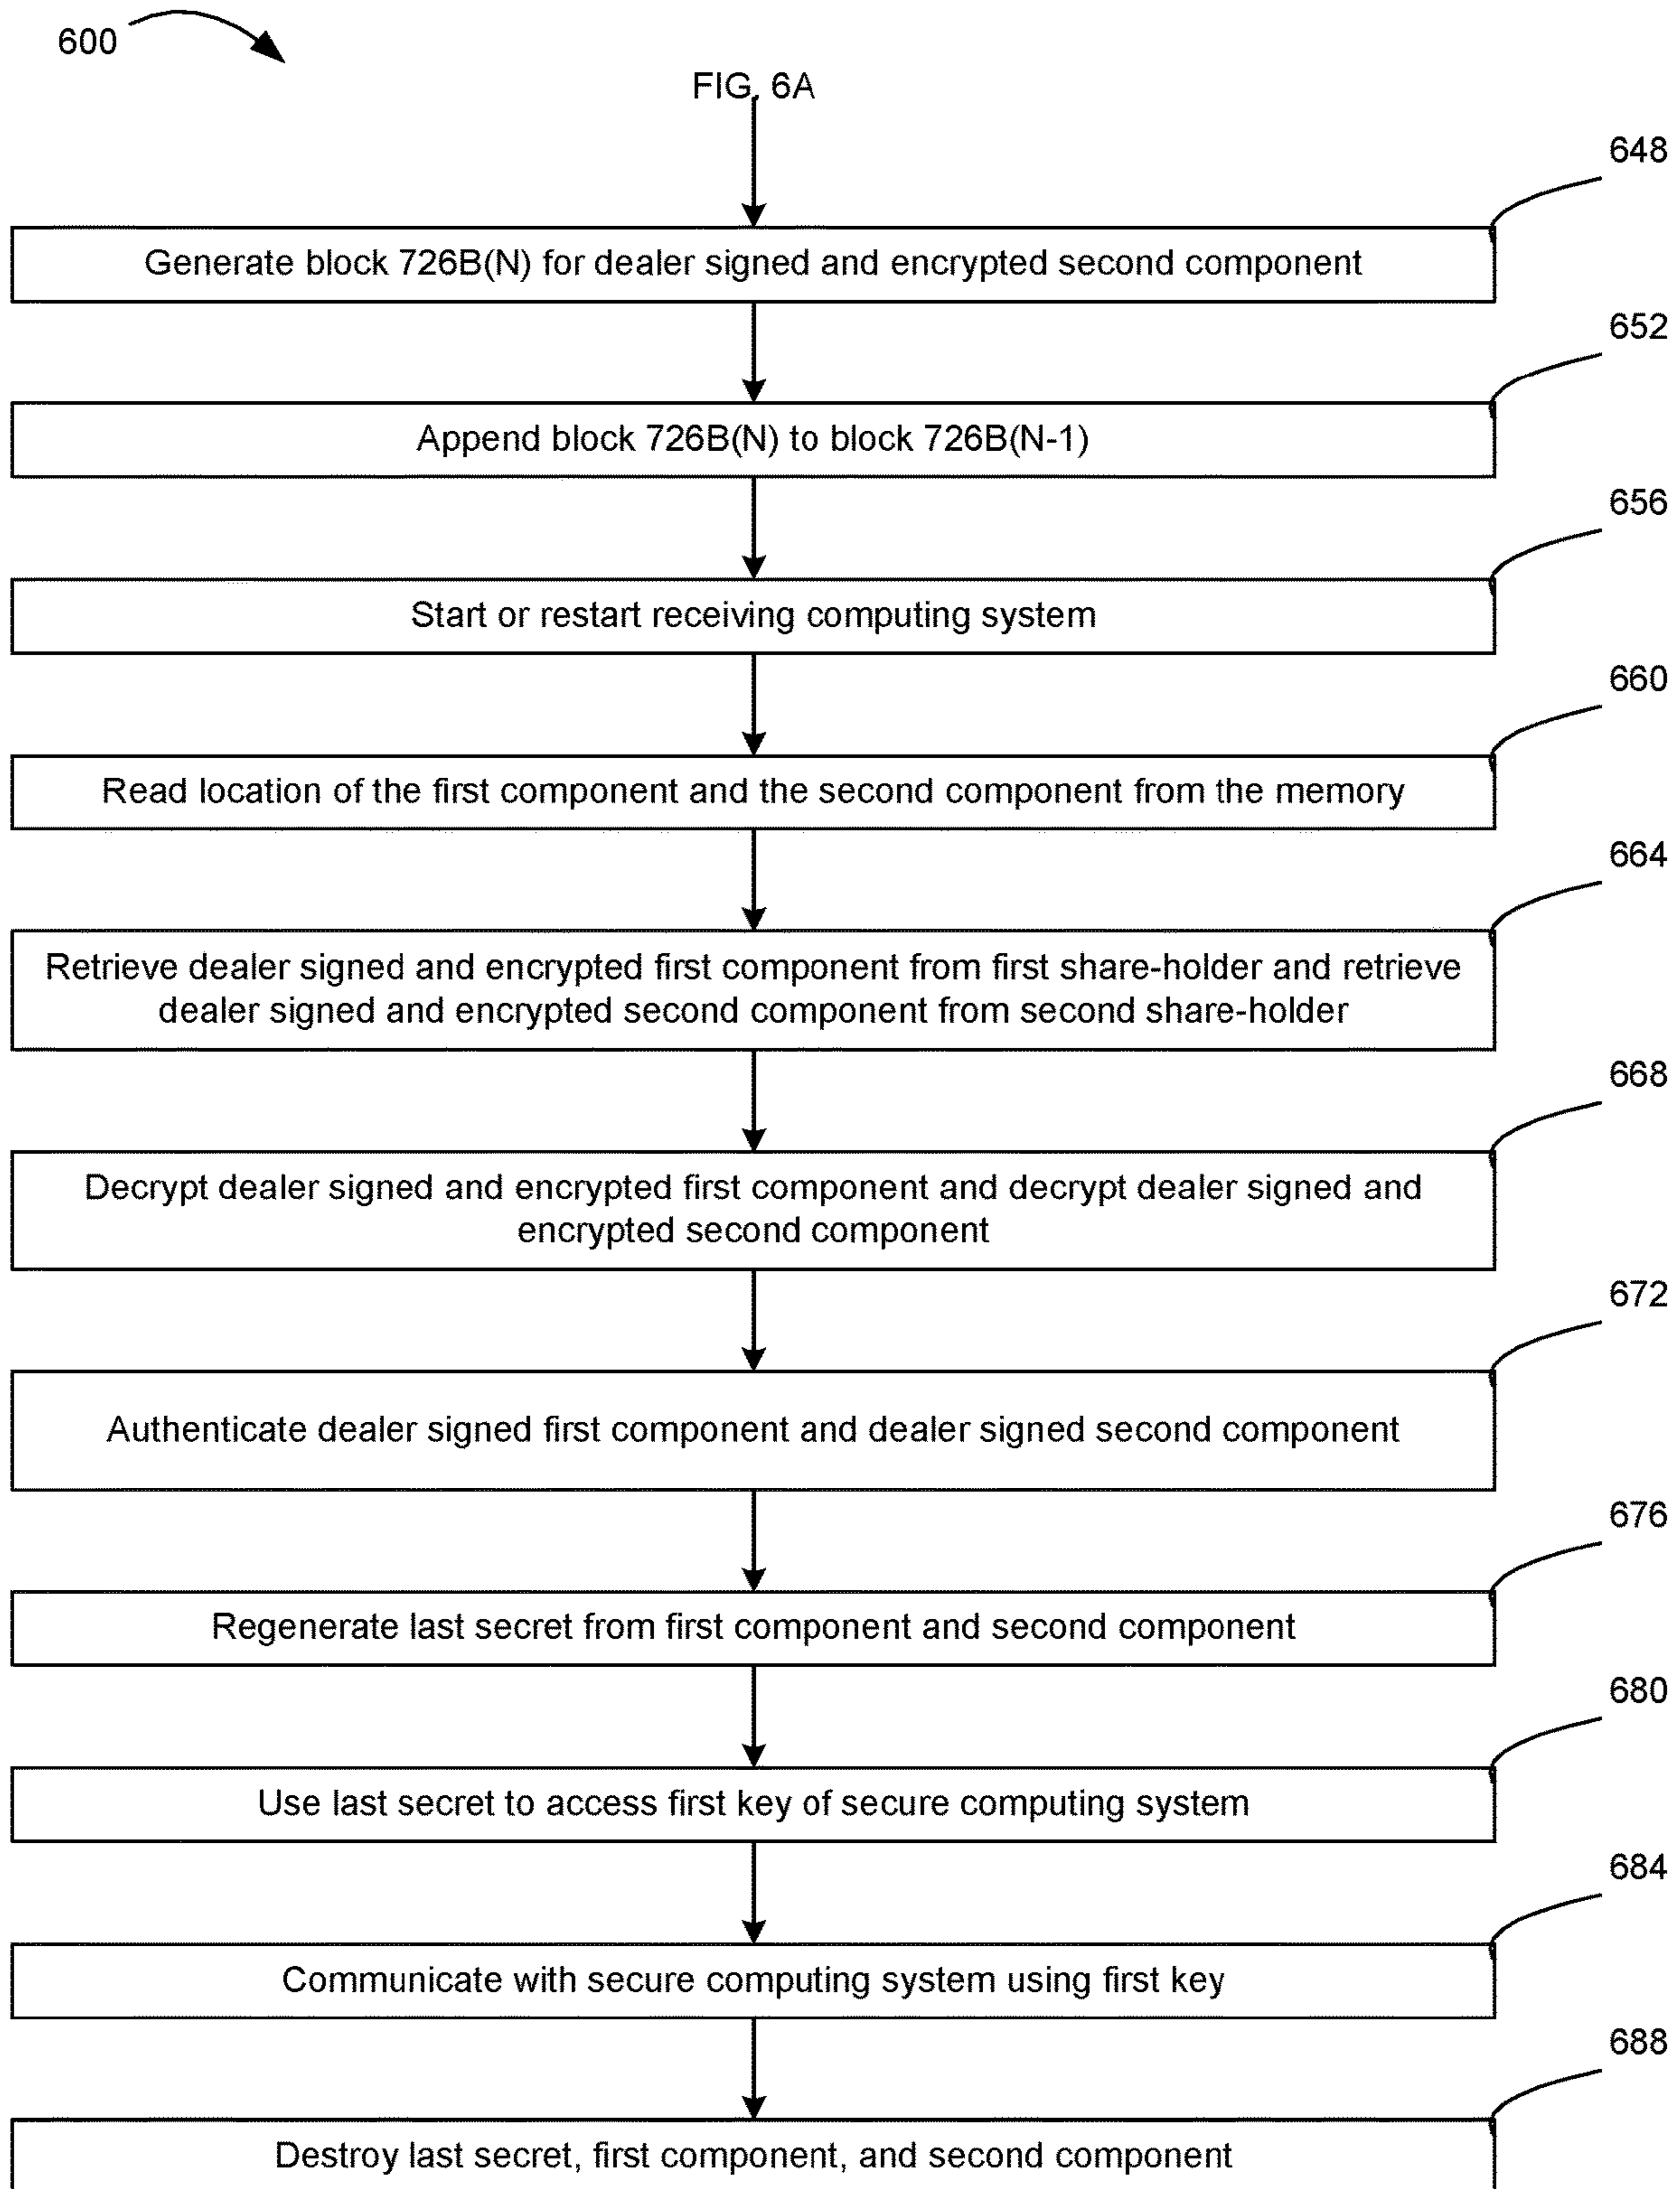 600
FIG. 6A
648
Generate block 726B(N) for dealer signed and encrypted second component
652
Append block 726B(N) to block 726B(N-1)
656
Start or restart receiving computing system
660
Read location of the first component and the second component from the memory
664
Retrieve dealer signed and encrypted first component from first share-holder and retrieve
dealer signed and encrypted second component from second share-holder
668
Decrypt dealer signed and encrypted first component and decrypt dealer signed and
encrypted second component
672
Authenticate dealer signed first component and dealer signed second component
676
Regenerate last secret from first component and second component
680
Use last secret to access first key of secure computing system
684
Communicate with secure computing system using first key
688
Destroy last secret, first component, and second component